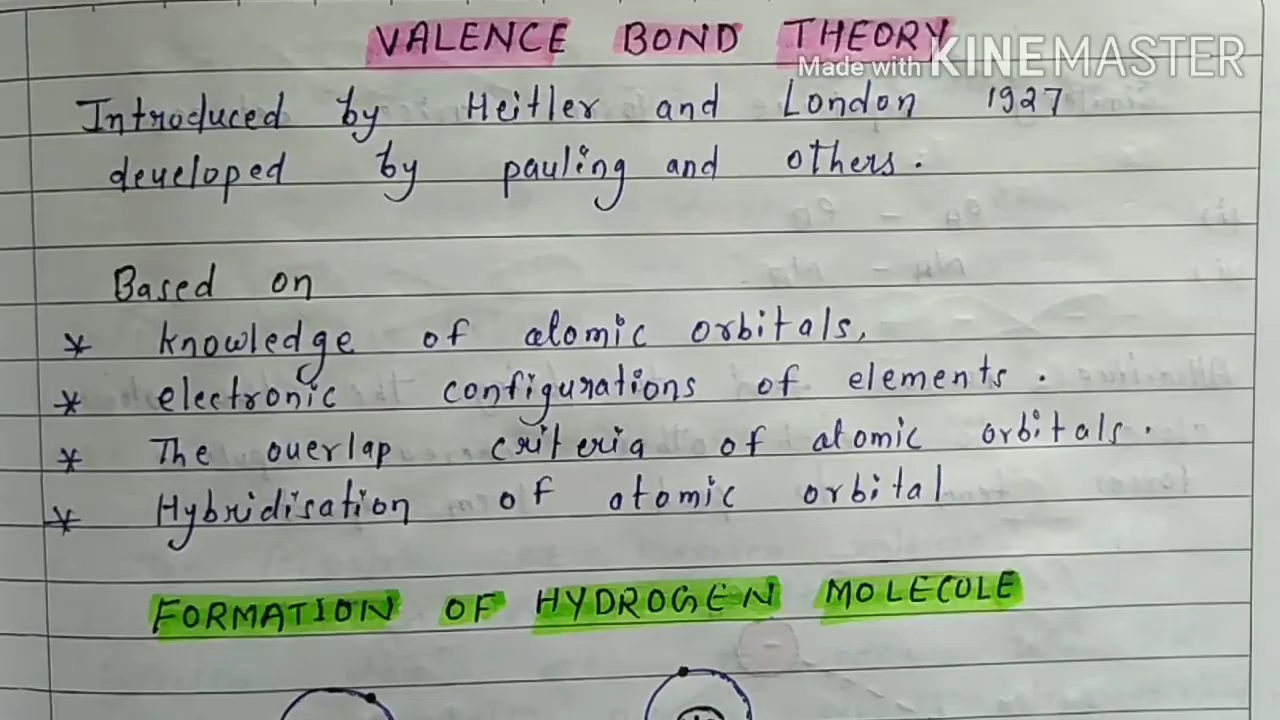 VALENCE BOND THEORY
Made with KINEMASTER
Introduced by Heitler and London 1927
developed by pauling and others.
Based on
* knowledge of atomic orbitals,
* electronic configurations of elements.
* The overlap criteria of atomic orbitals.
* Hybridisation of atomic orbital
FORMATION OF HYDROGEN MOLECOLE